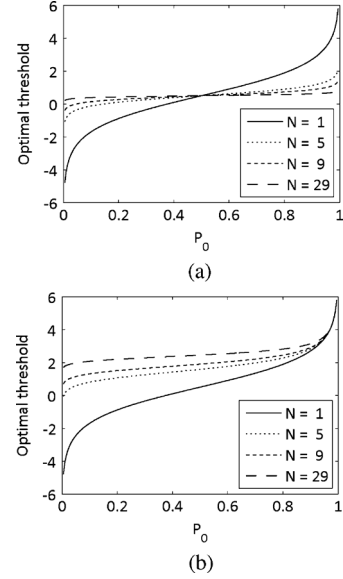 6
4
2
0
-2
-4
-6
Optimal threshold
N = 1
N = 5
N = 9
N = 29
0 0.2 0.4 0.6 0.8 1
P0
(a)
6
4
2
0
-2
-4
-6
Optimal threshold
N = 1
N = 5
N = 9
N = 29
0 0.2 0.4 0.6 0.8 1
P0
(b)